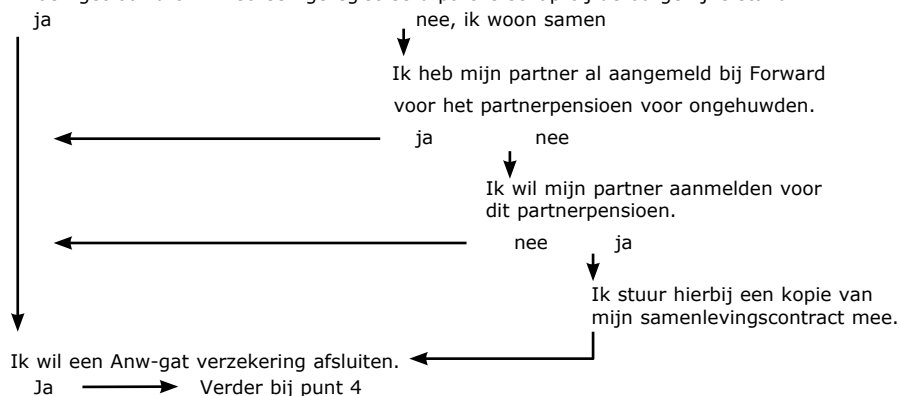 ja nee, ik woon samen
Ik heb mijn partner al aangemeld bij Forward
voor het partnerpensioen voor ongehuwden.
ja nee
Ik wil mijn partner aanmelden voor
dit partnerpensioen.
nee ja
Ik stuur hierbij een kopie van
mijn samenlevingscontract mee.
Ik wil een Anw-gat verzekering afsluiten.
Ja Verder bij punt 4